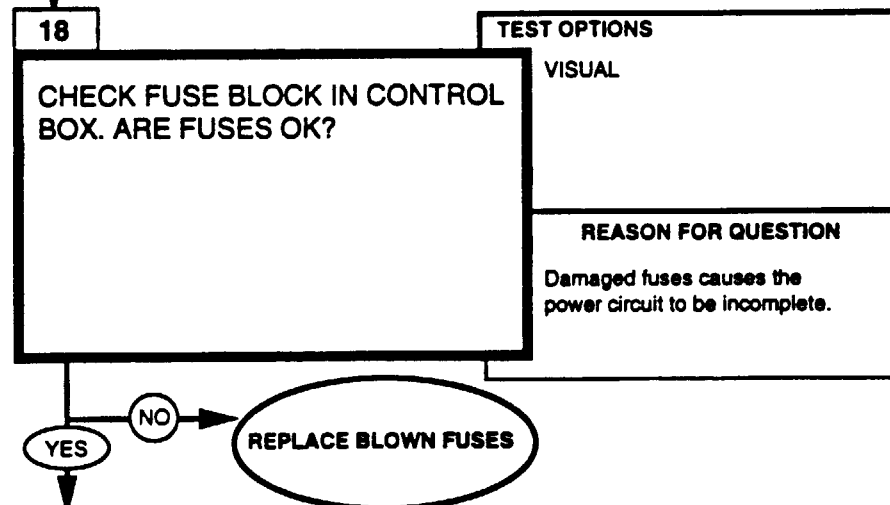 18
CHECK FUSE BLOCK IN CONTROL
BOX. ARE FUSES OK?
TEST OPTIONS
VISUAL
REASON FOR QUESTION
Damaged fuses causes the
power circuit to be incomplete.
NO
YES
REPLACE BLOWN FUSES